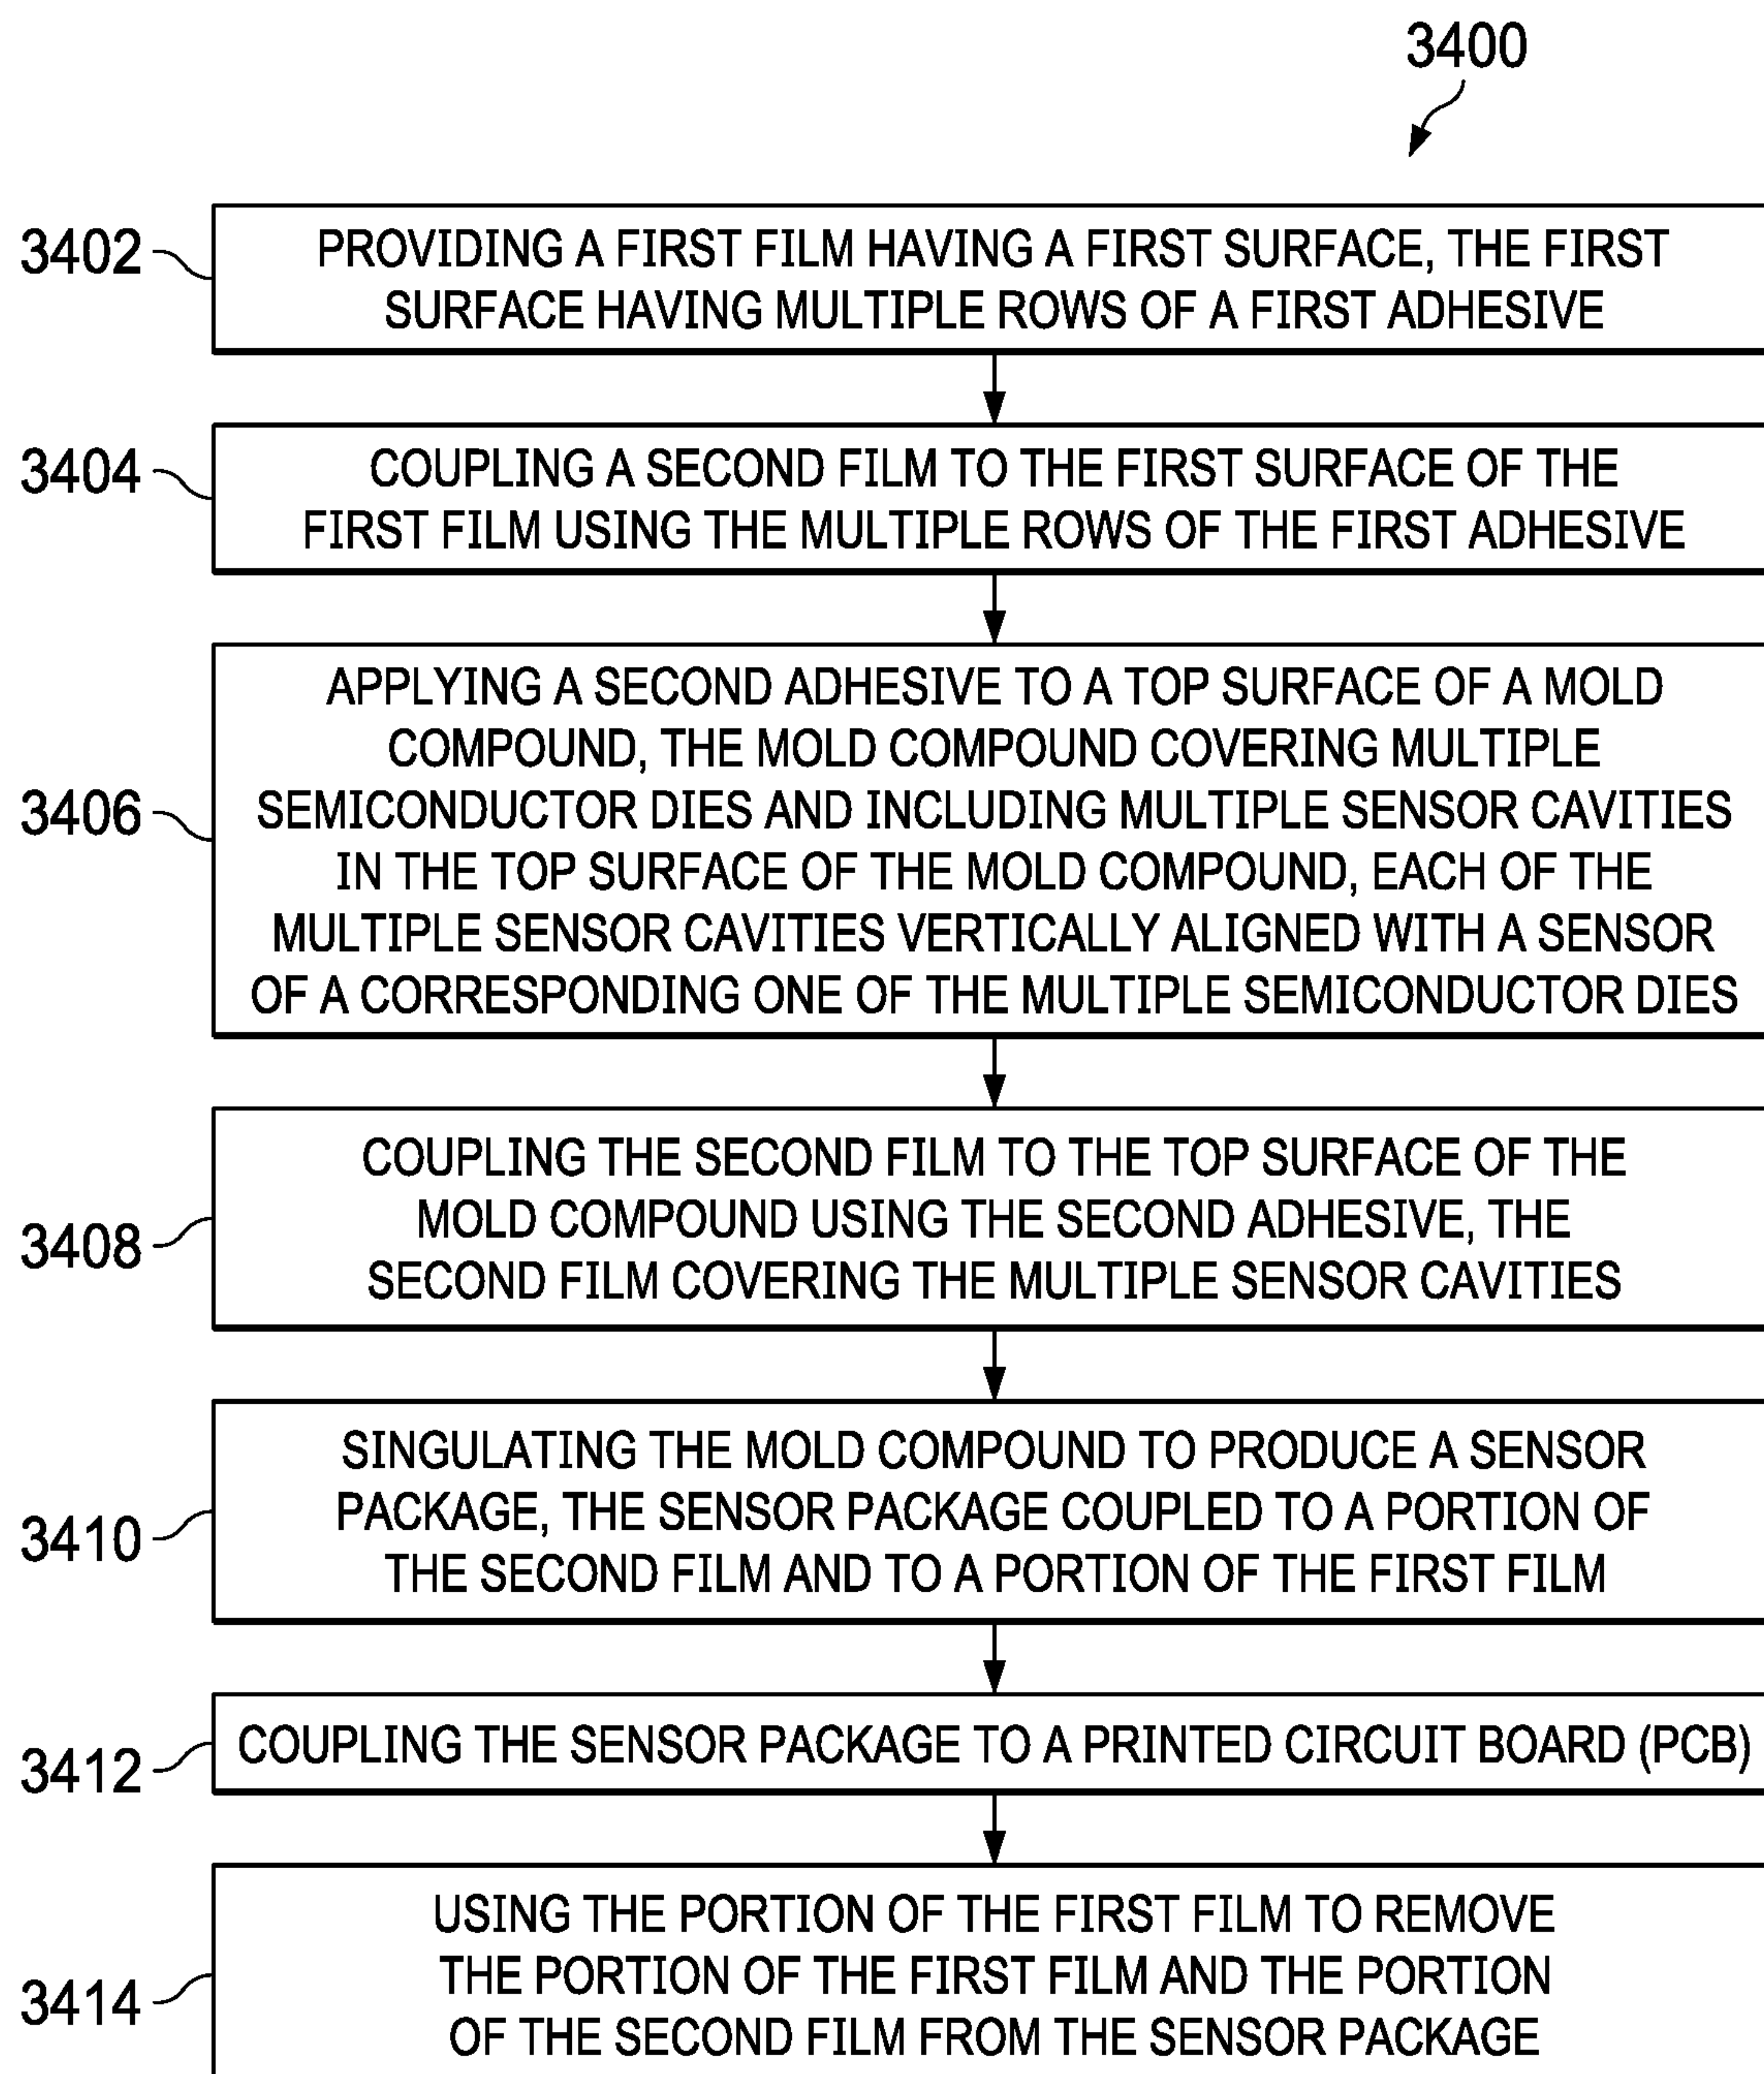 3400
3402
PROVIDING A FIRST FILM HAVING A FIRST SURFACE, THE FIRST
SURFACE HAVING MULTIPLE ROWS OF A FIRST ADHESIVE
3404
COUPLING A SECOND FILM TO THE FIRST SURFACE OF THE
FIRST FILM USING THE MULTIPLE ROWS OF THE FIRST ADHESIVE
3406
APPLYING A SECOND ADHESIVE TO A TOP SURFACE OF A MOLD
COMPOUND, THE MOLD COMPOUND COVERING MULTIPLE
SEMICONDUCTOR DIES AND INCLUDING MULTIPLE SENSOR CAVITIES
IN THE TOP SURFACE OF THE MOLD COMPOUND, EACH OF THE
MULTIPLE SENSOR CAVITIES VERTICALLY ALIGNED WITH A SENSOR
OF A CORRESPONDING ONE OF THE MULTIPLE SEMICONDUCTOR DIES
3408
COUPLING THE SECOND FILM TO THE TOP SURFACE OF THE
MOLD COMPOUND USING THE SECOND ADHESIVE, THE
SECOND FILM COVERING THE MULTIPLE SENSOR CAVITIES
3410
SINGULATING THE MOLD COMPOUND TO PRODUCE A SENSOR
PACKAGE, THE SENSOR PACKAGE COUPLED TO A PORTION OF
THE SECOND FILM AND TO A PORTION OF THE FIRST FILM
3412
COUPLING THE SENSOR PACKAGE TO A PRINTED CIRCUIT BOARD (PCB)
3414
USING THE PORTION OF THE FIRST FILM TO REMOVE
THE PORTION OF THE FIRST FILM AND THE PORTION
OF THE SECOND FILM FROM THE SENSOR PACKAGE